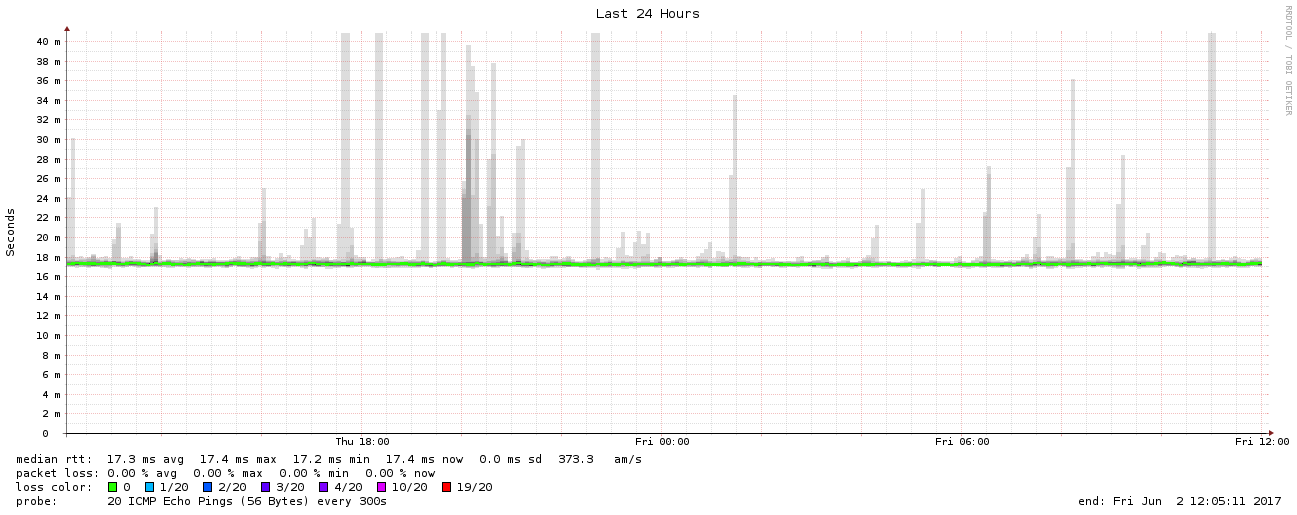 Last 24 Hours
RRDTOOL / TOBI OETIKER
Seconds
40 m
38 m
36 m
34 m
32 m
30 m
28 m
26 m
24 m
22 m
20 m
18 m
16 m
14 m
12 m
10 m
8 m
6 m
4 m
2 m
0
Thu 18:00 Fri 00:00 Fri 06:00 Fri 12:00
median rtt: 17.3 ms avg 17.4 ms max 17.2 ms min 17.4 ms now 0.0 ms sd 373.3 am/s
packet loss: 0.00 % avg 0.00 % max 0.00 % min 0.00 % now
loss color: 0 1/20 2/20 3/20 4/20 10/20 19/20
probe: 20 ICMP Echo Pings (56 Bytes) every 300s end: Fri Jun 2 12:05:11 2017